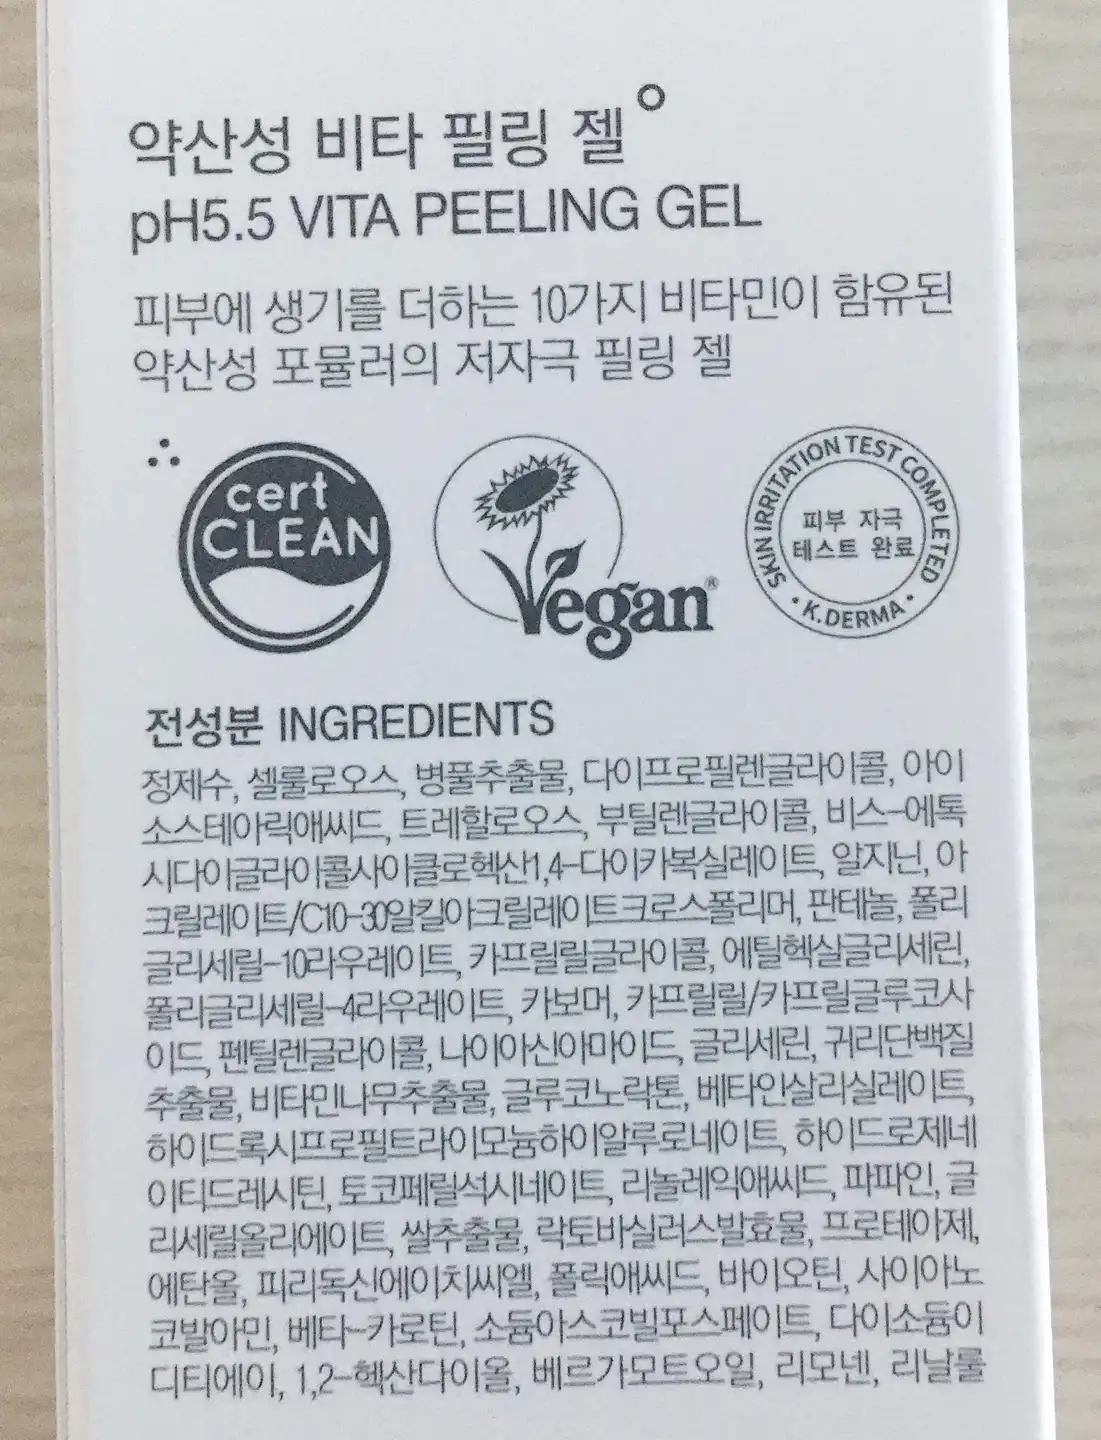 약산성 비타 필링 젤
pH5.5 VITA PEELING GEL
피부에 생기를 더하는 10가지 비타민이 함유된
약산성 포뮬러의 저자극 필링 젤
cert
CLEAN
Vegan®
SKIN IRRITATION TEST COMPLETED
피부 자극
테스트 완료
• K.DERMA •
전성분 INGREDIENTS
정제수, 셀룰로오스, 병풀추출물, 다이프로필렌글라이콜, 아이
소스테아릭애씨드, 트레할로오스, 부틸렌글라이콜, 비스-에톡
시다이글라이콜사이클로헥산1,4-다이카복실레이트, 알지닌, 아
크릴레이트/C10-30알킬아크릴레이트크로스폴리머, 판테놀, 폴리
글리세릴-10라우레이트, 카프릴릴글라이콜, 에틸헥실글리세린,
폴리글리세릴-4라우레이트, 카보머, 카프릴릴/카프릴글루코사
이드, 펜틸렌글라이콜, 나이아신아마이드, 글리세린, 귀리단백질
추출물, 비타민나무추출물, 글루코노락톤, 베타인살리실레이트,
하이드록시프로필트라이모늄하이알루로네이트, 하이드로제네
이티드레시틴, 토코페릴석시네이트, 리놀레익애씨드, 파파인, 글
리세릴올리에이트, 쌀추출물, 락토바실러스발효물, 프로테아제,
에탄올, 피리독신에이치씨엘, 폴릭애씨드, 바이오틴, 사이아노
코발아민, 베타-카로틴, 소듐아스코빌포스페이트, 다이소듐이
디티에이, 1,2-헥산다이올, 베르가모트오일, 리모넨, 리날룰